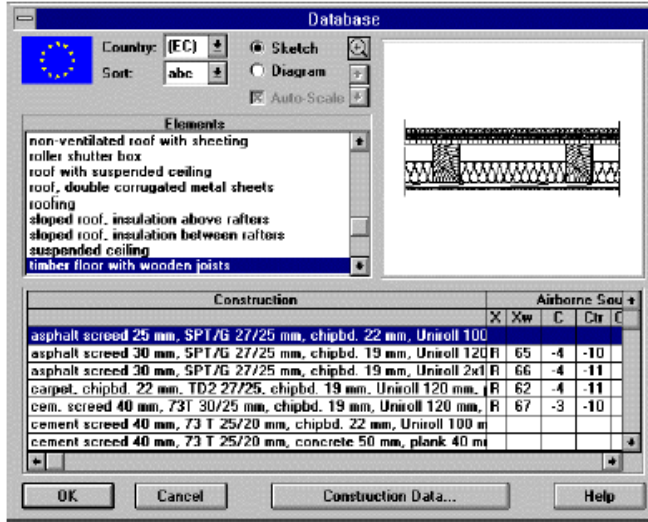 Database
Country: (EC)
Sort: abc
Sketch
Diagram
Auto-Scale
Elements
non-ventilated roof with sheeting
roller shutter box
roof with suspended ceiling
roof, double corrugated metal sheets
roofing
sloped roof, insulation above rafters
sloped roof, insulation between rafters
suspended ceiling
timber floor with wooden joists
Construction Airborne Sou
X Xw C Ctr C
asphalt screed 25 mm, SPT/G 27/25 mm, chipbd. 22 mm, Uniroll 100
asphalt screed 30 mm, SPT/G 27/25 mm, chipbd. 19 mm, Uniroll 120 R 65 -4 -10
asphalt screed 30 mm, SPT/G 27/25 mm, chipbd. 19 mm, Uniroll 2x1 R 66 -4 -11
carpet, chipbd. 22 mm, TD2 27/25, chipbd. 19 mm, Uniroll 120 mm, R 62 -4 -11
cem. screed 40 mm, 73T 30/25 mm, chipbd. 19 mm, Uniroll 120 mm, R 67 -3 -10
cement screed 40 mm, 73 T 25/20 mm, chipbd. 22 mm, Uniroll 100 m
cement screed 40 mm, 73 T 25/20 mm, concrete 50 mm, plank 40 m
OK Cancel Construction Data... Help